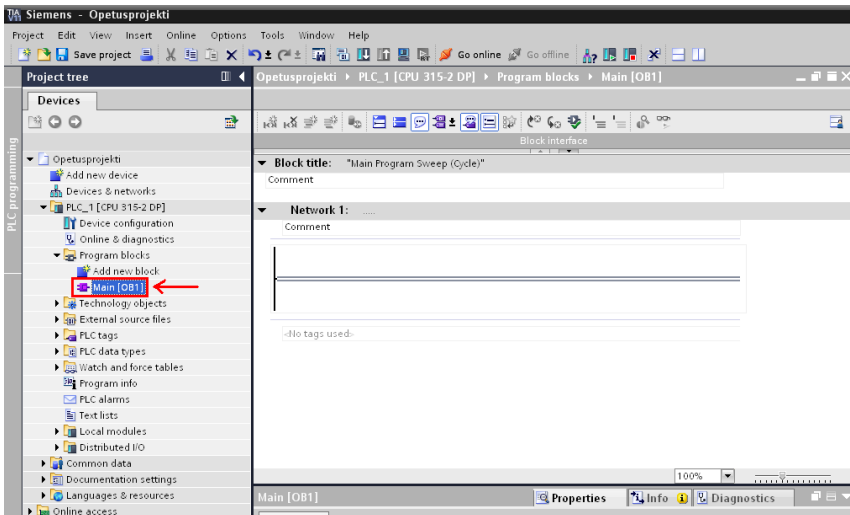 Siemens - Opetusprojekti
Project Edit View Insert Online Options Tools Window Help
Save project Go online Go offline
Project tree
Opetusprojekti ▸ PLC_1 [CPU 315-2 DP] ▸ Program blocks ▸ Main [OB1]
Devices
Block interface
PLC programming
Opetusprojekti
Add new device
Devices & networks
PLC_1 [CPU 315-2 DP]
Device configuration
Online & diagnostics
Program blocks
Add new block
Main [OB1]
Technology objects
External source files
PLC tags
PLC data types
Watch and force tables
Program info
PLC alarms
Text lists
Local modules
Distributed I/O
Common data
Documentation settings
Languages & resources
Online access
Block title: "Main Program Sweep (Cycle)"
Comment
Network 1: .....
Comment
<No tags used>
100%
Main [OB1]
Properties Info Diagnostics